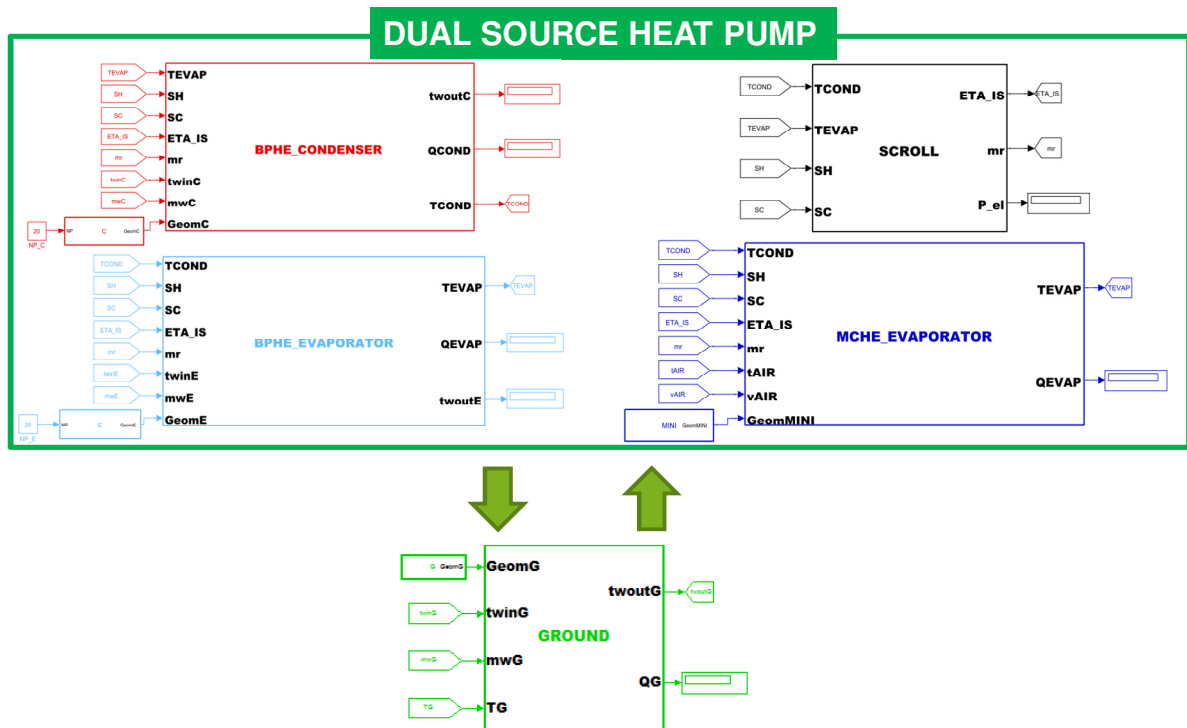 DUAL SOURCE HEAT PUMP
TEVAP TEVAP
SH SH
SC SC
ETA_IS ETA_IS
mr mr
twinC twinC
mwC mwC
20 NP C GeomC GeomC
NP_C
BPHE_CONDENSER
twoutC
QCOND
TCOND TCOND
TCOND TCOND
TEVAP TEVAP
SH SH
SC SC
SCROLL
ETA_IS ETA_IS
mr mr
P_el
TCOND TCOND
SH SH
SC SC
ETA_IS ETA_IS
mr mr
twinE twinE
mwE mwE
20 NP E GeomE GeomE
NP_E
BPHE_EVAPORATOR
TEVAP TEVAP
QEVAP
twoutE
TCOND TCOND
SH SH
SC SC
ETA_IS ETA_IS
mr mr
tAIR tAIR
vAIR vAIR
MINI GeomMINI GeomMINI
MCHE_EVAPORATOR
TEVAP TEVAP
QEVAP
G GeomG GeomG
twinG twinG
mwG mwG
TG TG
GROUND
twoutG twoutG
QG